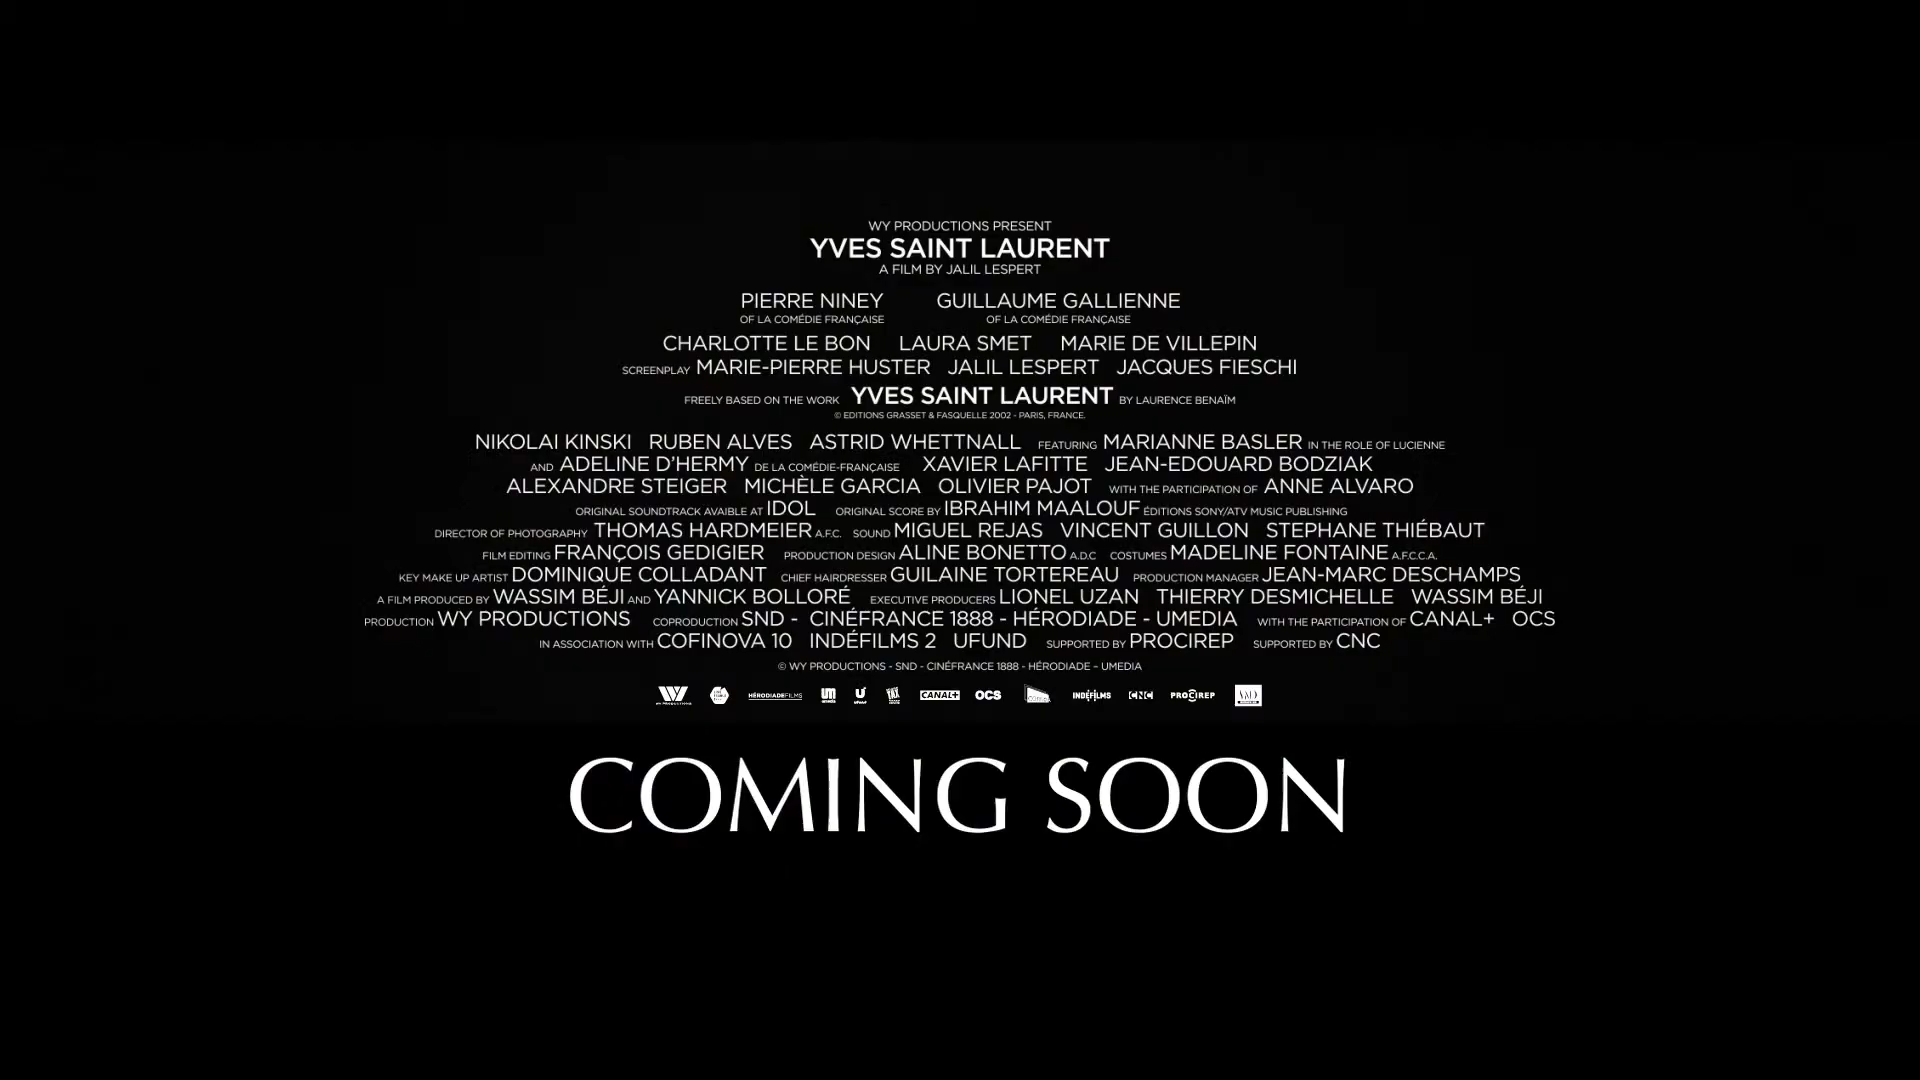 WY PRODUCTIONS PRESENT
YVES SAINT LAURENT
A FILM BY JALIL LESPERT
PIERRE NINEY GUILLAUME GALLIENNE
OF LA COMÉDIE FRANÇAISE OF LA COMÉDIE FRANÇAISE
CHARLOTTE LE BON LAURA SMET MARIE DE VILLEPIN
SCREENPLAY MARIE-PIERRE HUSTER JALIL LESPERT JACQUES FIESCHI
FREELY BASED ON THE WORK YVES SAINT LAURENT BY LAURENCE BENAÏM
© EDITIONS GRASSET & FASQUELLE 2002 - PARIS, FRANCE.
NIKOLAI KINSKI RUBEN ALVES ASTRID WHETTNALL FEATURING MARIANNE BASLER IN THE ROLE OF LUCIENNE
AND ADELINE D'HERMY DE LA COMÉDIE-FRANÇAISE XAVIER LAFITTE JEAN-EDOUARD BODZIAK
ALEXANDRE STEIGER MICHÈLE GARCIA OLIVIER PAJOT WITH THE PARTICIPATION OF ANNE ALVARO
ORIGINAL SOUNDTRACK AVAIBLE AT IDOL ORIGINAL SCORE BY IBRAHIM MAALOUF ÉDITIONS SONY/ATV MUSIC PUBLISHING
DIRECTOR OF PHOTOGRAPHY THOMAS HARDMEIER A.F.C. SOUND MIGUEL REJAS VINCENT GUILLON STEPHANE THIÉBAUT
FILM EDITING FRANÇOIS GEDIGIER PRODUCTION DESIGN ALINE BONETTO A.D.C COSTUMES MADELINE FONTAINE A.F.C.C.A.
KEY MAKE UP ARTIST DOMINIQUE COLLADANT CHIEF HAIRDRESSER GUILAINE TORTEREAU PRODUCTION MANAGER JEAN-MARC DESCHAMPS
A FILM PRODUCED BY WASSIM BÉJI AND YANNICK BOLLORÉ EXECUTIVE PRODUCERS LIONEL UZAN THIERRY DESMICHELLE WASSIM BÉJI
PRODUCTION WY PRODUCTIONS COPRODUCTION SND - CINÉFRANCE 1888 - HÉRODIADE - UMEDIA WITH THE PARTICIPATION OF CANAL+ OCS
IN ASSOCIATION WITH COFINOVA 10 INDÉFILMS 2 UFUND SUPPORTED BY PROCIREP SUPPORTED BY CNC
© WY PRODUCTIONS - SND - CINÉFRANCE 1888 - HÉRODIADE – UMEDIA
WY PRODUCTIONS HÉRODIADEFILMS UM UMEDIA U UFUND CANAL+ OCS INDÉFILMS CNC PROCIREP
COMING SOON